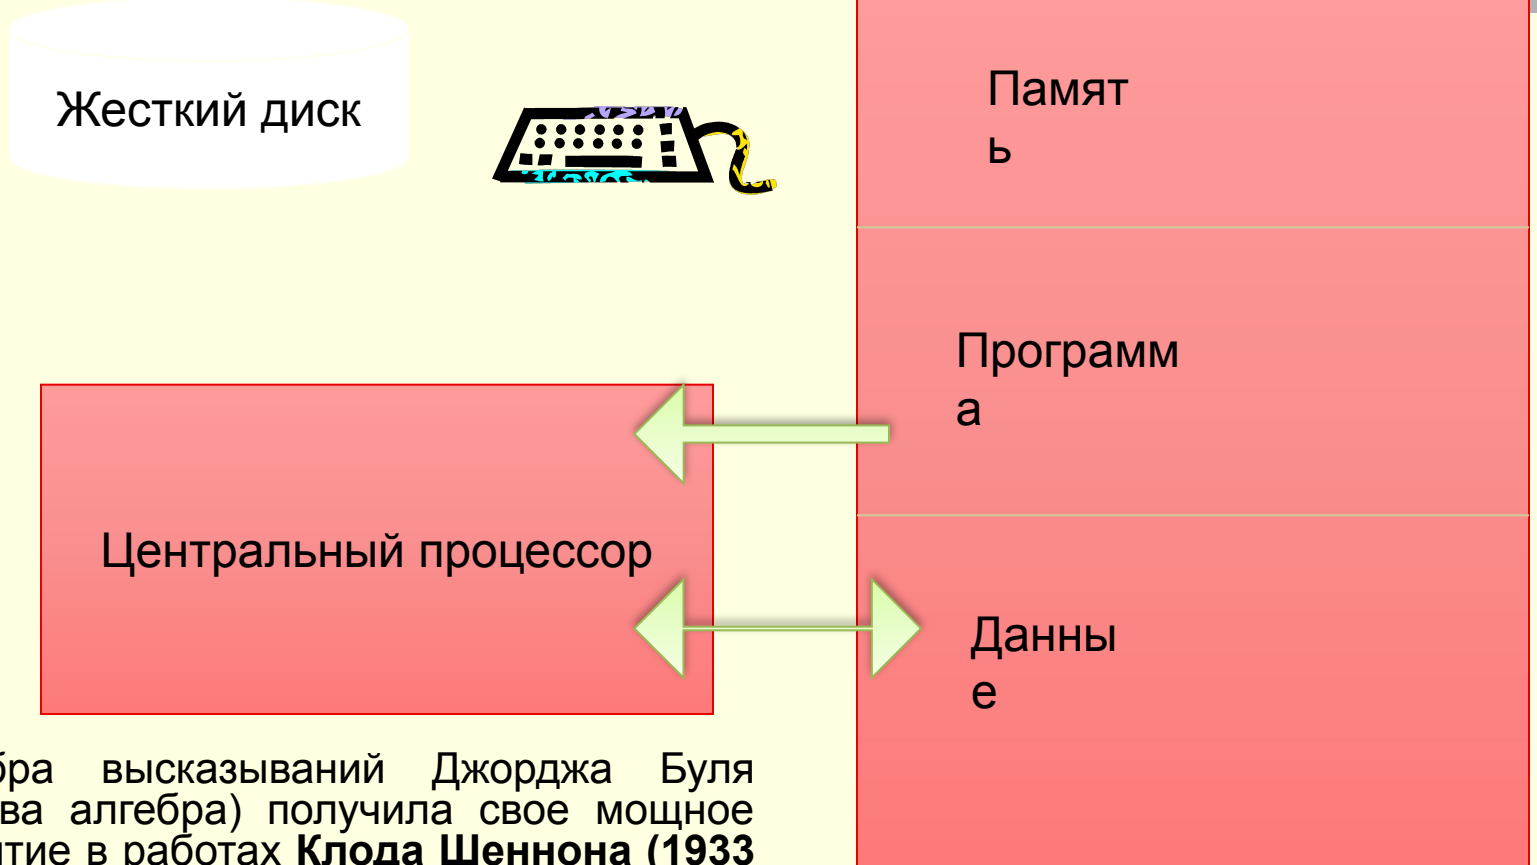 Жесткий диск
Памят
ь
Программ
а
Центральный процессор
Данны
е
бра высказываний Джорджа Буля
ва алгебра) получила свое мощное
тие в работах Клода Шеннона (1933